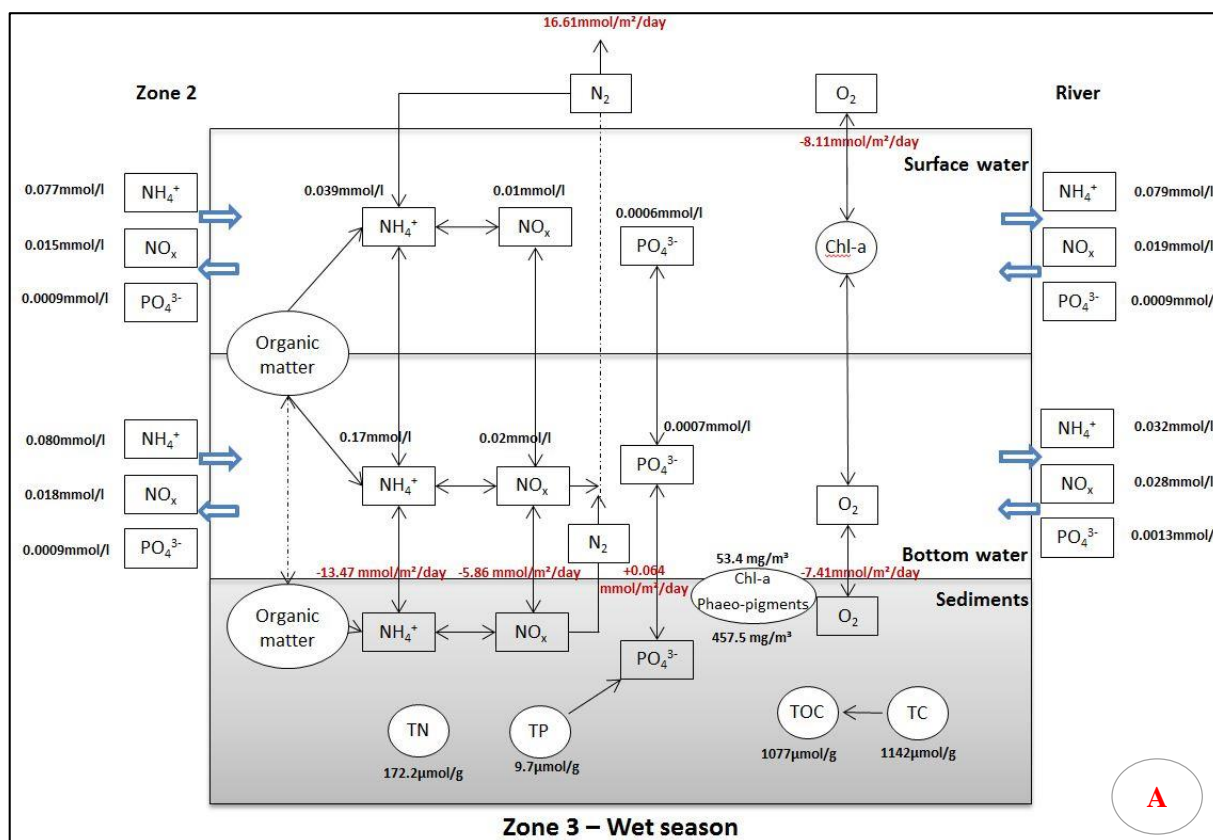 16.61mmol/m²/day
Zone 2
N₂
O₂
River
-8.11mmol/m²/day
Surface water
0.077mmol/l
NH₄⁺
0.039mmol/l
0.01mmol/l
NH₄⁺
0.079mmol/l
0.0006mmol/l
NH₄⁺
NOₓ
0.015mmol/l
NOₓ
PO₄³⁻
Chl-a
NOₓ
0.019mmol/l
0.0009mmol/l
PO₄³⁻
PO₄³⁻
0.0009mmol/l
Organic
matter
0.080mmol/l
NH₄⁺
0.17mmol/l
0.02mmol/l
0.0007mmol/l
NH₄⁺
0.032mmol/l
PO₄³⁻
NH₄⁺
NOₓ
0.018mmol/l
NOₓ
O₂
NOₓ
0.028mmol/l
N₂
0.0009mmol/l
PO₄³⁻
PO₄³⁻
0.0013mmol/l
53.4 mg/m³
Bottom water
-13.47 mmol/m²/day
-5.86 mmol/m²/day
+0.064
mmol/m²/day
-7.41mmol/m²/day
Chl-a
Phaeo-pigments
Sediments
Organic
matter
NH₄⁺
NOₓ
O₂
457.5 mg/m³
PO₄³⁻
TN
TP
TOC
TC
172.2µmol/g
9.7µmol/g
1077µmol/g
1142µmol/g
A
Zone 3 – Wet season